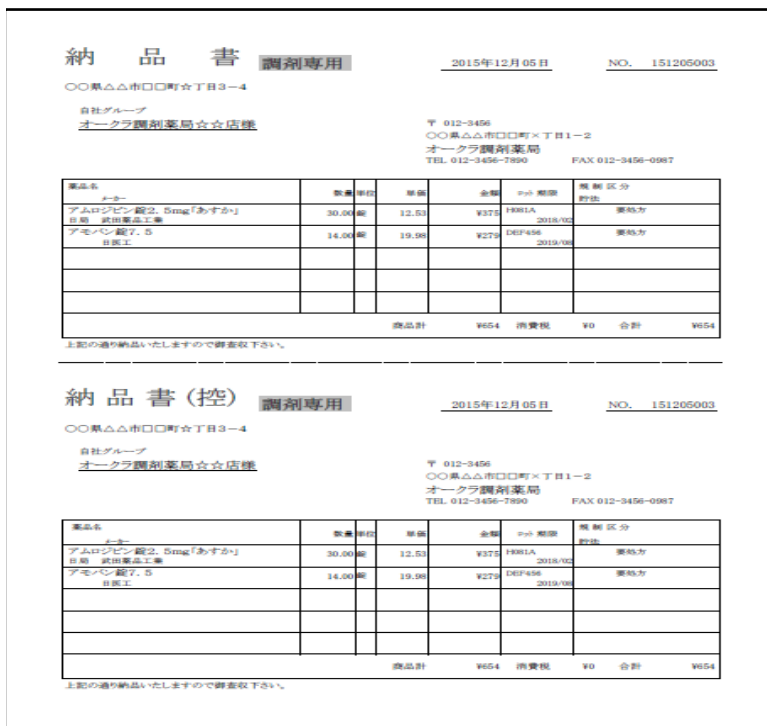 納 品 書 調剤専用 2015年12月05日 NO. 151205003
○○県△△市□□町☆丁目3-4
自社グループ
オークラ調剤薬局☆☆店様
〒 012-3456
○○県△△市□□町×丁目1-2
オークラ調剤薬局
TEL 012-3456-7890 FAX 012-3456-0987
薬品名 メーカー 数量 単位 単価 金額 ロット 期限 規制区分 貯法
アムロジピン錠2.5mg「あすか」 30.00 錠 12.53 ¥375 H081A 要処方
日局 武田薬品工業 2018/02
アモバン錠7.5 14.00 錠 19.98 ¥279 DEF456 要処方
日医工 2019/08
商品計 ¥654 消費税 ¥0 合計 ¥654
上記の通り納品いたしますので御査収下さい。
納品書(控) 調剤専用 2015年12月05日 NO. 151205003
○○県△△市□□町☆丁目3-4
自社グループ
オークラ調剤薬局☆☆店様
〒 012-3456
○○県△△市□□町×丁目1-2
オークラ調剤薬局
TEL 012-3456-7890 FAX 012-3456-0987
薬品名 メーカー 数量 単位 単価 金額 ロット 期限 規制区分 貯法
アムロジピン錠2.5mg「あすか」 30.00 錠 12.53 ¥375 H081A 要処方
日局 武田薬品工業 2018/02
アモバン錠7.5 14.00 錠 19.98 ¥279 DEF456 要処方
日医工 2019/08
商品計 ¥654 消費税 ¥0 合計 ¥654
上記の通り納品いたしますので御査収下さい。